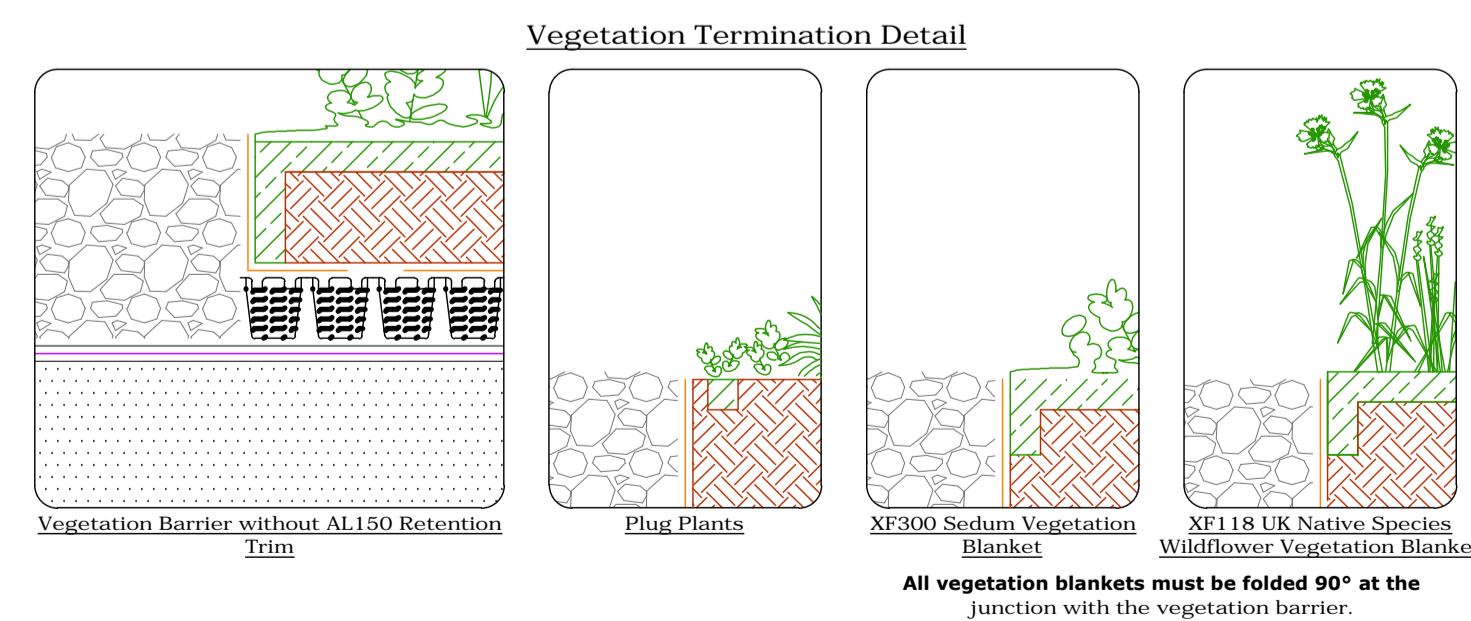 Vegetation Termination Detail
Vegetation Barrier without AL150 Retention
Trim
Plug Plants
XF300 Sedum Vegetation
Blanket
XF118 UK Native Species
Wildflower Vegetation Blanke
All vegetation blankets must be folded 90° at the
junction with the vegetation barrier.